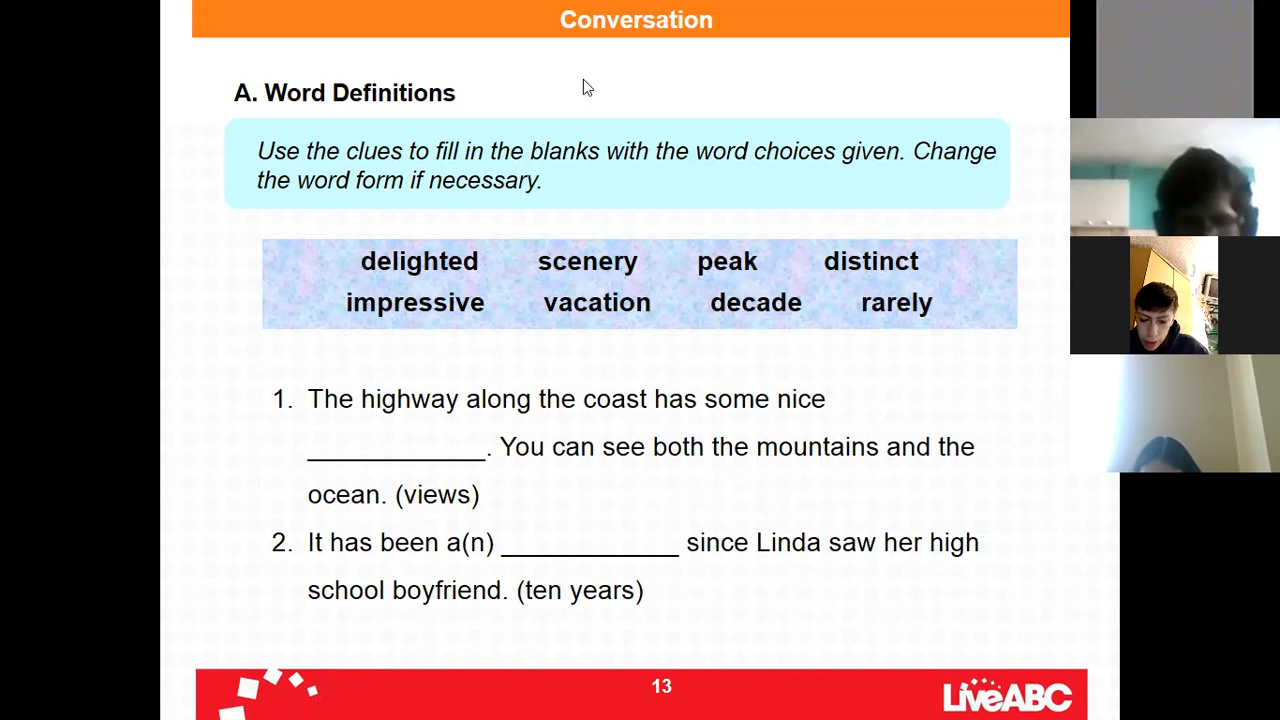 Conversation
A. Word Definitions
Use the clues to fill in the blanks with the word choices given. Change
the word form if necessary.
delighted scenery peak distinct
impressive vacation decade rarely
1. The highway along the coast has some nice
____________. You can see both the mountains and the
ocean. (views)
2. It has been a(n) ____________ since Linda saw her high
school boyfriend. (ten years)
13
LiveABC